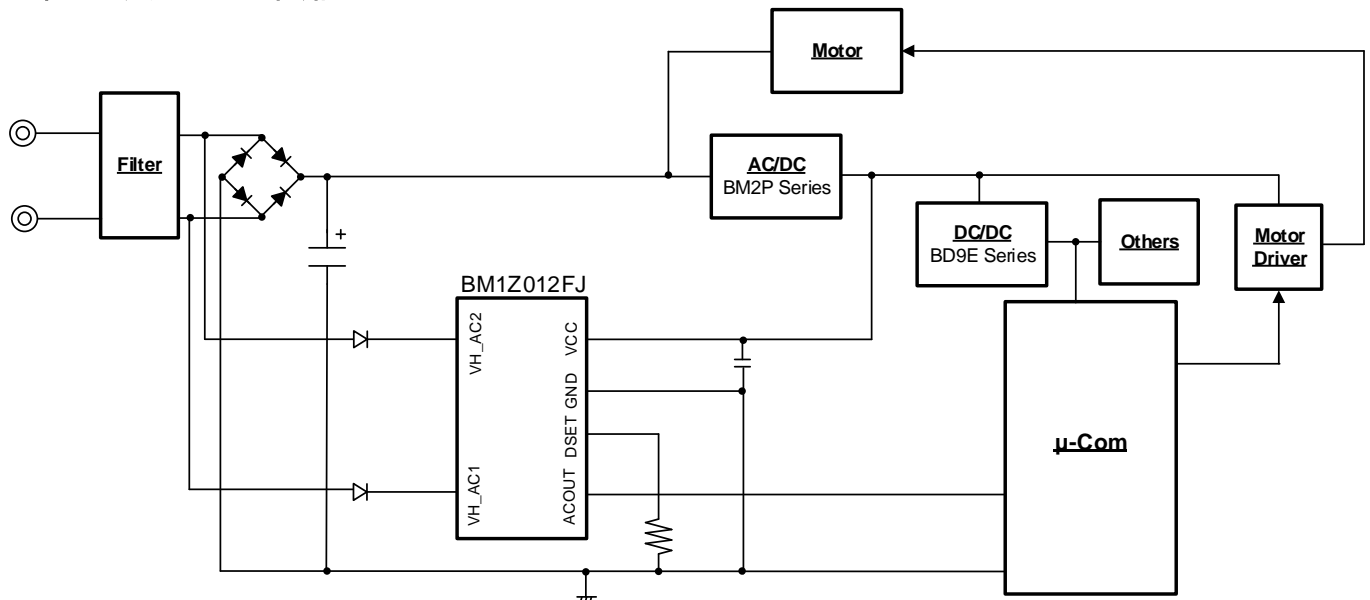 Motor
Filter
AC/DC
BM2P Series
DC/DC
BD9E Series
Others
Motor
Driver
+
BM1Z012FJ
VH_AC2
VCC
GND
DSET
VH_AC1
ACOUT
μ-Com